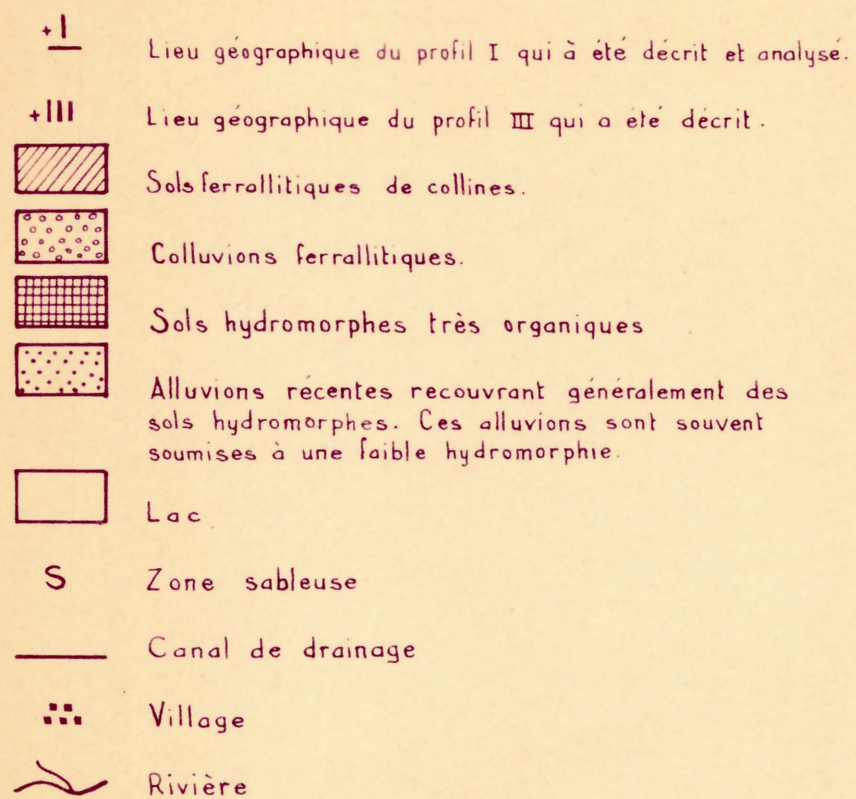 +I Lieu géographique du profil I qui à été décrit et analysé.
+III Lieu géographique du profil III qui a été décrit.
Sols ferrallitiques de collines.
Colluvions ferrallitiques.
Sols hydromorphes très organiques
Alluvions récentes recouvrant généralement des
sols hydromorphes. Ces alluvions sont souvent
soumises à une faible hydromorphie.
Lac
S Zone sableuse
Canal de drainage
Village
Rivière